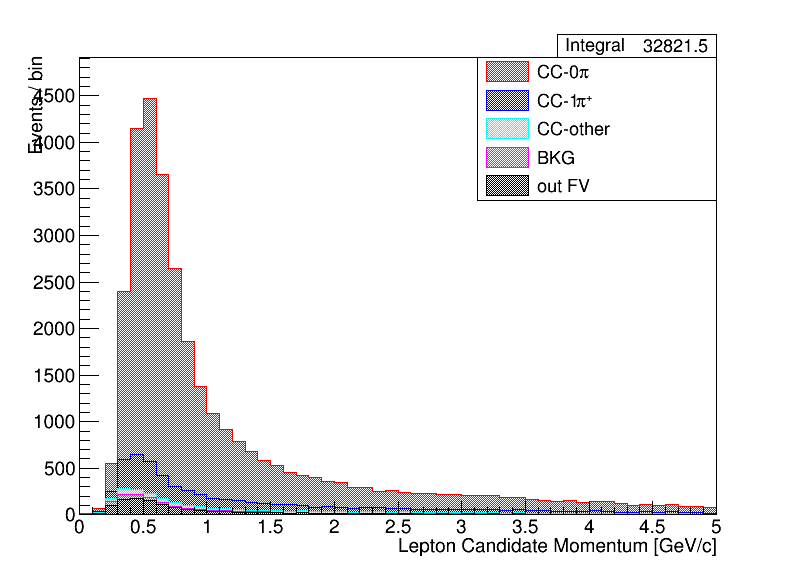 Integral 32821.5
CC-0π
CC-1π⁺
CC-other
BKG
out FV
Events / bin
4500
4000
3500
3000
2500
2000
1500
1000
500
0
0 0.5 1 1.5 2 2.5 3 3.5 4 4.5 5
Lepton Candidate Momentum [GeV/c]